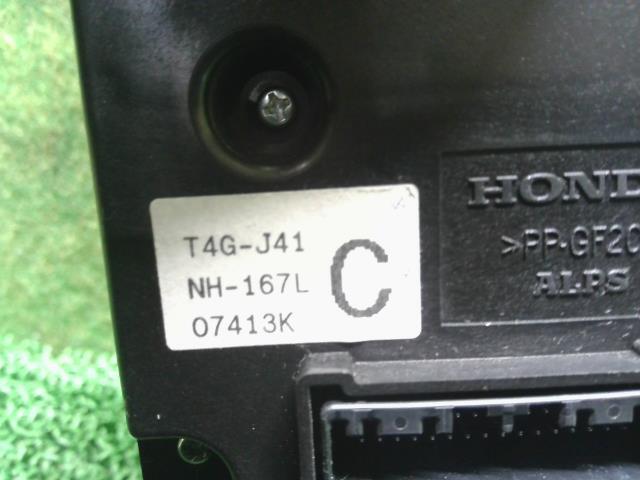 T4G-J41
NH-167L
07413K
C
HOND
>PP-GF20
ALPS